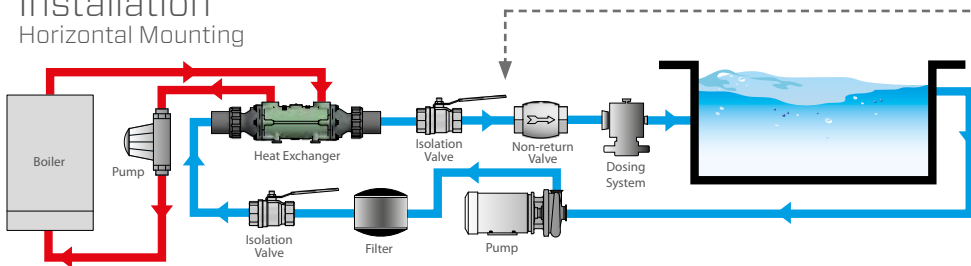 Installation
Horizontal Mounting
Boiler
Pump
Heat Exchanger
Isolation
Valve
Non-return
Valve
Dosing
System
Isolation
Valve
Filter
Pump